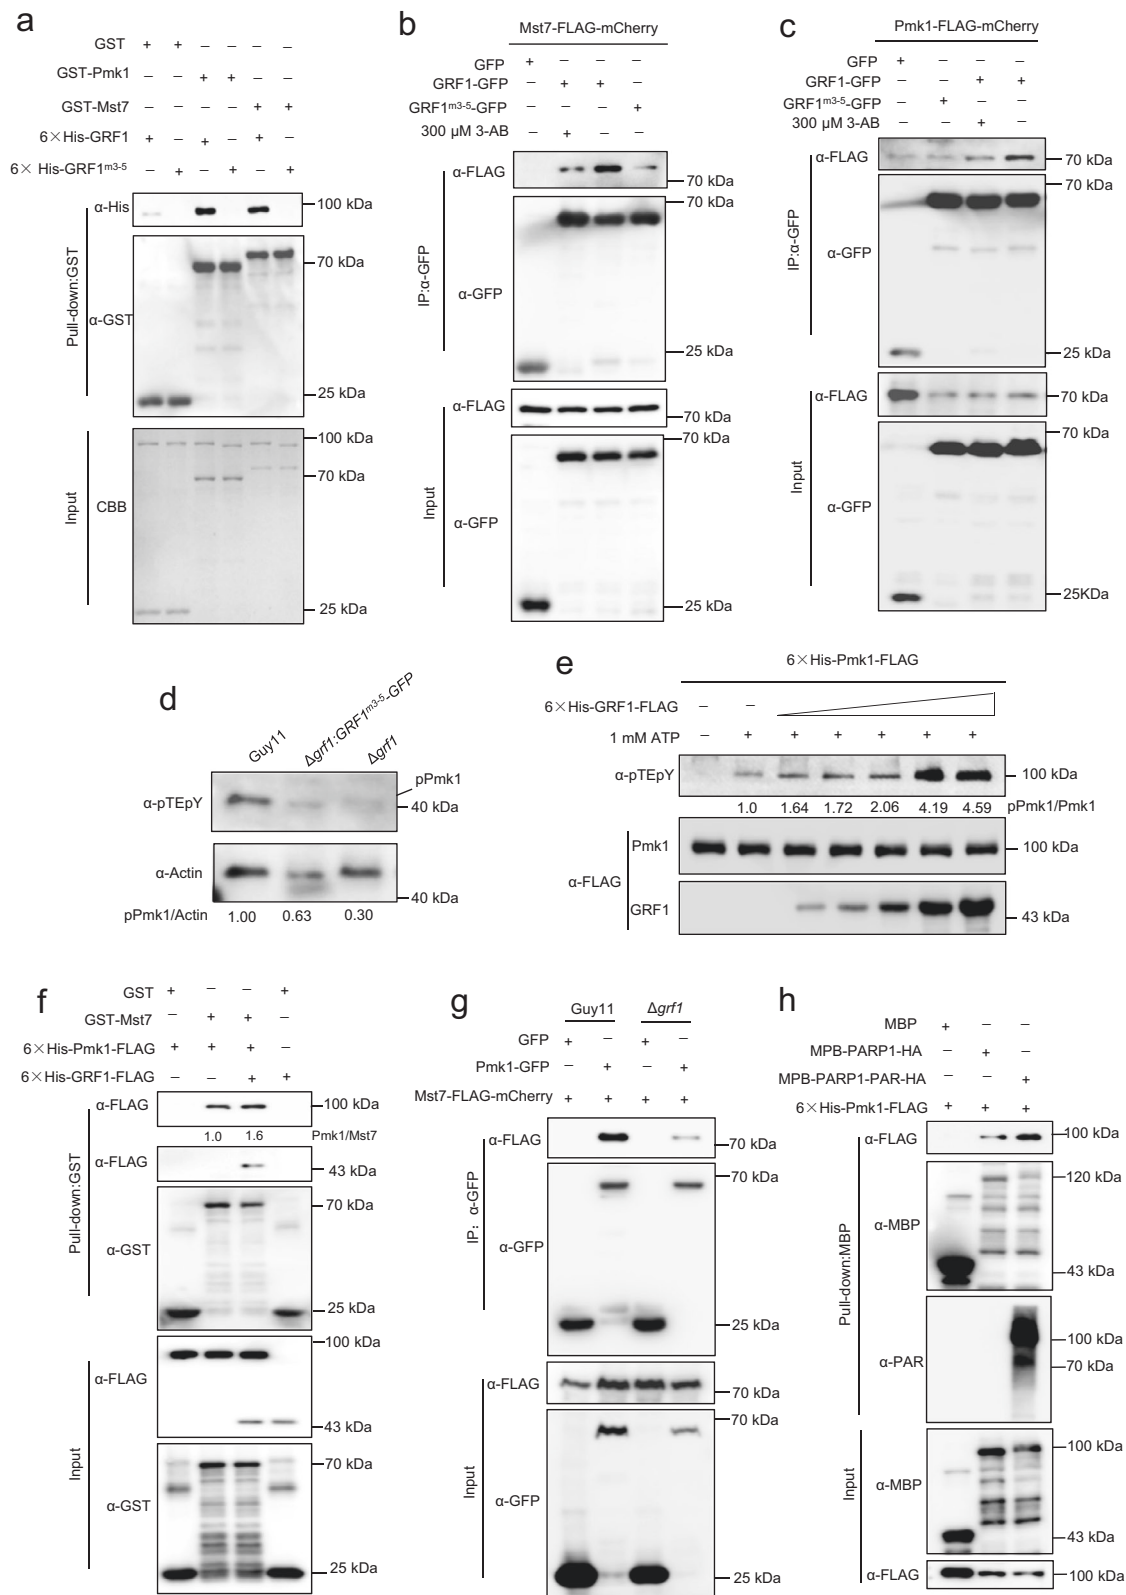 a
GST + + – – – –
GST-Pmk1 – – + + – –
GST-Mst7 – – – – + +
6×His-GRF1 + – + – + –
6× His-GRF1m3-5 – + – + – +
Pull-down:GST
α-His
100 kDa
α-GST
70 kDa
25 kDa
Input
CBB
100 kDa
70 kDa
25 kDa
b
Mst7-FLAG-mCherry
GFP + – – –
GRF1-GFP – + + –
GRF1m3-5-GFP – – – +
300 μM 3-AB – + – –
IP:α-GFP
α-FLAG
70 kDa
70 kDa
α-GFP
25 kDa
Input
α-FLAG
70 kDa
70 kDa
α-GFP
25 kDa
c
Pmk1-FLAG-mCherry
GFP + – – –
GRF1-GFP – – + +
GRF1m3-5-GFP – + – –
300 μM 3-AB – – + –
IP:α-GFP
α-FLAG
70 kDa
70 kDa
α-GFP
25 kDa
Input
α-FLAG
70 kDa
70 kDa
α-GFP
25KDa
d
Guy11
Δgrf1:GRF1m3-5-GFP
Δgrf1
α-pTEpY
pPmk1
40 kDa
α-Actin
40 kDa
pPmk1/Actin 1.00 0.63 0.30
e
6×His-Pmk1-FLAG
6×His-GRF1-FLAG – –
1 mM ATP – + + + + + +
α-pTEpY
100 kDa
1.0 1.64 1.72 2.06 4.19 4.59 pPmk1/Pmk1
α-FLAG
Pmk1
100 kDa
GRF1
43 kDa
f
GST + – – +
GST-Mst7 – + + –
6×His-Pmk1-FLAG + + + –
6×His-GRF1-FLAG – – + +
Pull-down:GST
α-FLAG
100 kDa
1.0 1.6 Pmk1/Mst7
α-FLAG
43 kDa
α-GST
70 kDa
25 kDa
Input
100 kDa
α-FLAG
43 kDa
70 kDa
α-GST
25 kDa
g
Guy11 Δgrf1
GFP + – + –
Pmk1-GFP – + – +
Mst7-FLAG-mCherry + + + +
IP: α-GFP
α-FLAG
70 kDa
70 kDa
α-GFP
25 kDa
Input
α-FLAG
70 kDa
70 kDa
α-GFP
25 kDa
h
MBP + – –
MPB-PARP1-HA – + –
MPB-PARP1-PAR-HA – – +
6×His-Pmk1-FLAG + + +
Pull-down:MBP
α-FLAG
100 kDa
120 kDa
α-MBP
43 kDa
100 kDa
α-PAR
70 kDa
Input
100 kDa
α-MBP
43 kDa
α-FLAG
100 kDa